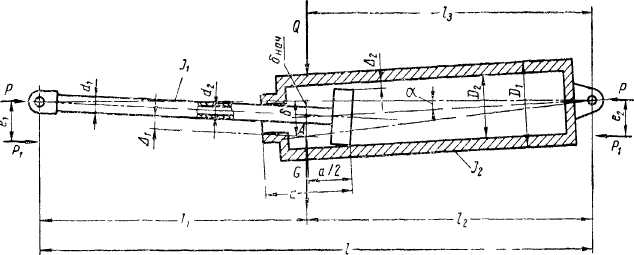 l₃
Q
δнач
Δ₂
J₁
P
d₁
d₂
α
D₂
D₁
P
e₁
Δ₁
δ
e₂
P₁
P₁
G
a/2
J₂
l₁
l₂
l